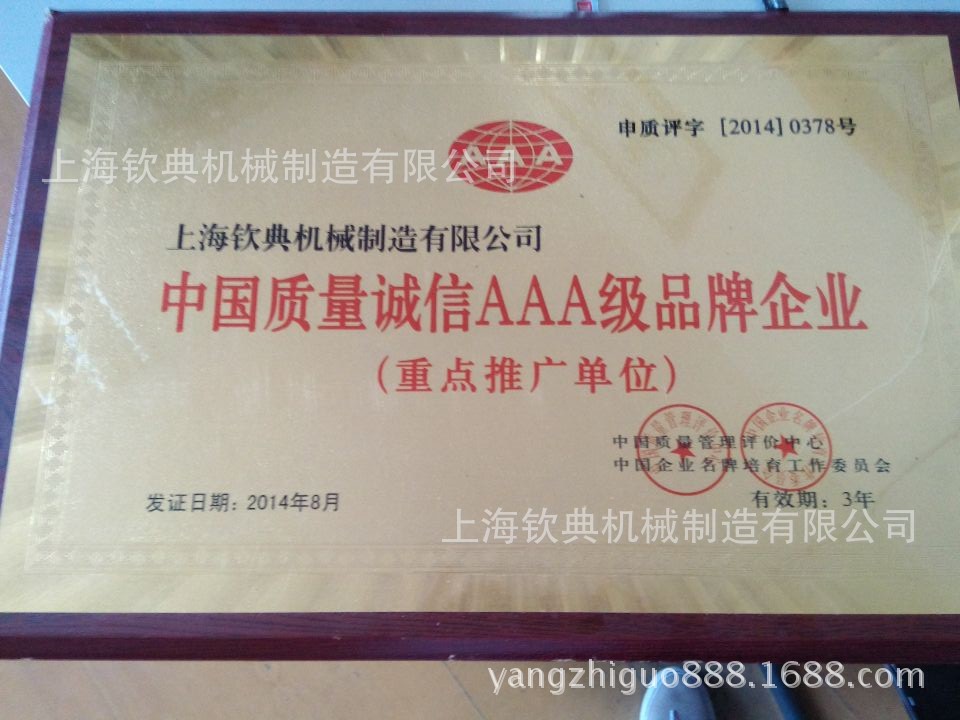 申质评字 [2014] 0378号
AAA
上海钦典机械制造有限公司
上海钦典机械制造有限公司
中国质量诚信AAA级品牌企业
(重点推广单位)
中国质量管理评价中心
中国企业名牌培育工作委员会
发证日期：2014年8月
有效期：3年
上海钦典机械制造有限公司
yangzhiguo888.1688.com